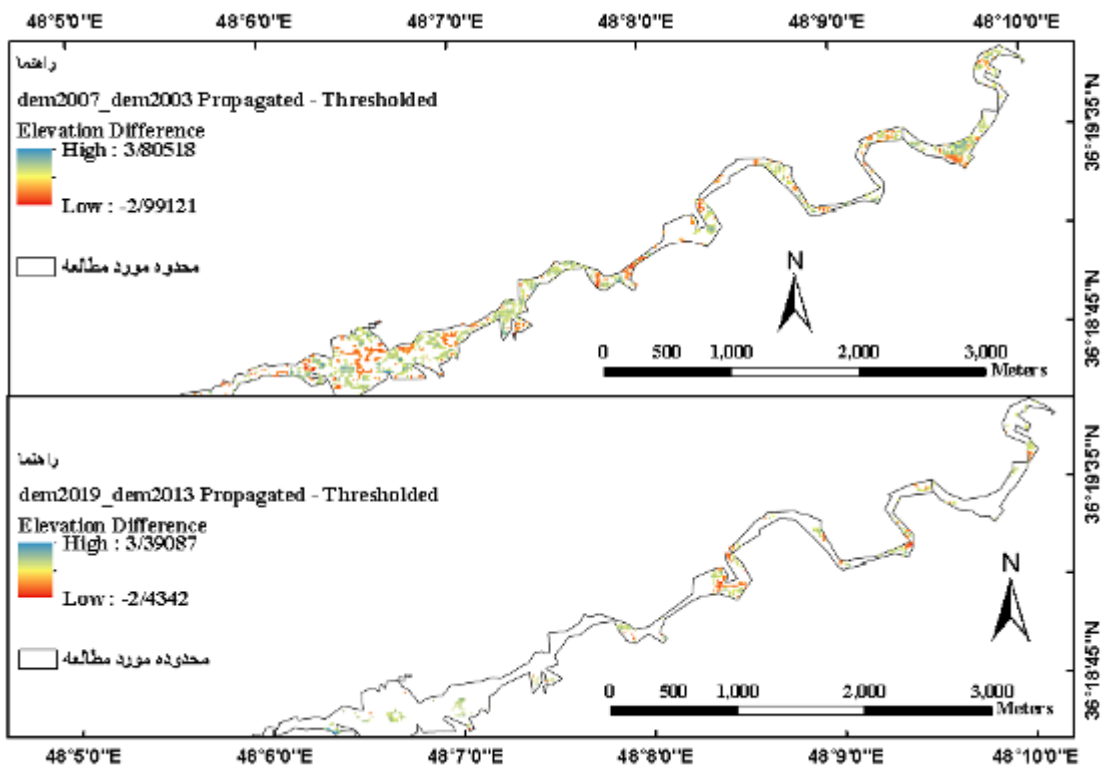 48°5'0"E 48°6'0"E 48°7'0"E 48°8'0"E 48°9'0"E 48°10'0"E
راهنما
dem2007_dem2003 Propagated - Thresholded
Elevation Difference
High : 3/80518
Low : -2/99121
محدوه مورد مطالعه
N
0 500 1,000 2,000 3,000
Meters
36°19'35"N
36°18'45"N
راهنما
dem2019_dem2013 Propagated - Thresholded
Elevation Difference
High : 3/39087
Low : -2/4342
محدوده مورد مطالعه
N
0 500 1,000 2,000 3,000
Meters
36°19'35"N
36°18'45"N
48°5'0"E 48°6'0"E 48°7'0"E 48°8'0"E 48°9'0"E 48°10'0"E